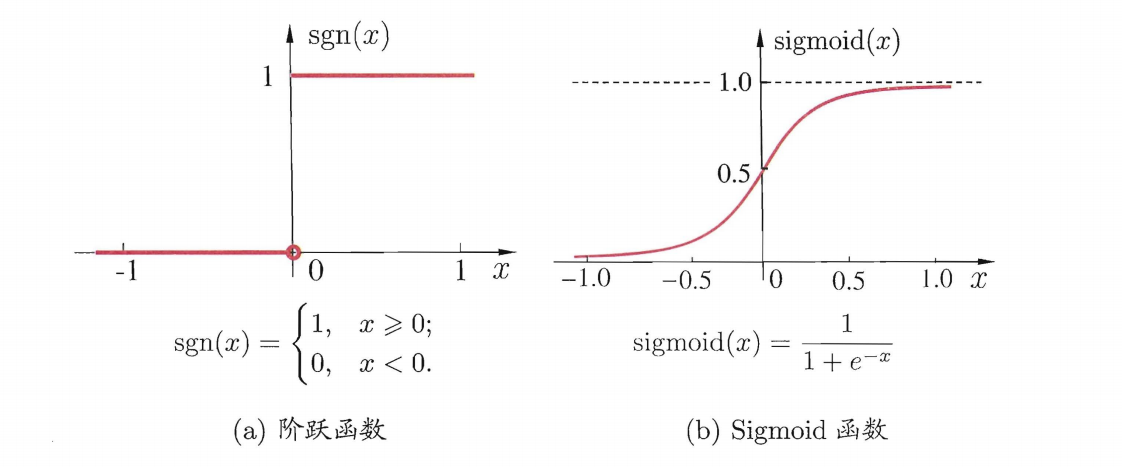 sgn(x)
1
-1
0
1
x
sgn(x) = { 1, x ⩾ 0;
0, x < 0.
(a) 阶跃函数
sigmoid(x)
1.0
0.5
−1.0
−0.5
0
0.5
1.0
x
sigmoid(x) = 1 / (1 + e^{−x})
(b) Sigmoid 函数